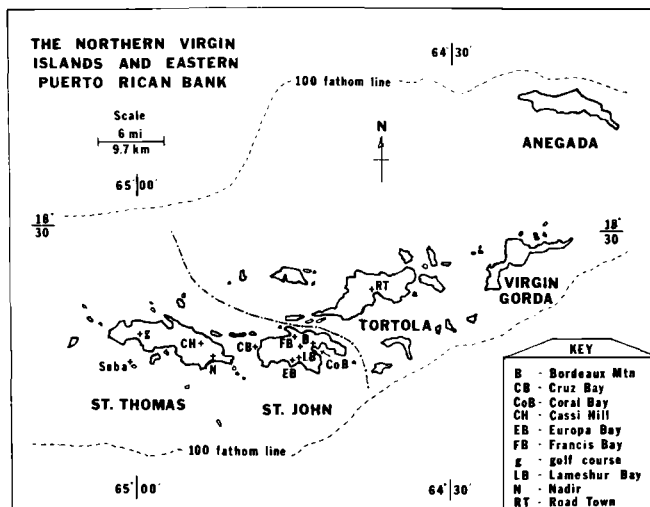 THE NORTHERN VIRGIN
ISLANDS AND EASTERN
PUERTO RICAN BANK
64° 30'
100 fathom line
Scale
6 mi
9.7 km
N
ANEGADA
65° 00'
18°
30
18°
30
RT
VIRGIN
GORDA
TORTOLA
g
CH
N
Saba
CB
FB
B
LB
EB
CoB
ST. THOMAS
ST. JOHN
100 fathom line
65° 00'
64° 30'
KEY
B - Bordeaux Mtn
CB - Cruz Bay
CoB - Coral Bay
CH - Cassi Hill
EB - Europa Bay
FB - Francis Bay
g - golf course
LB - Lameshur Bay
N - Nadir
RT - Road Town